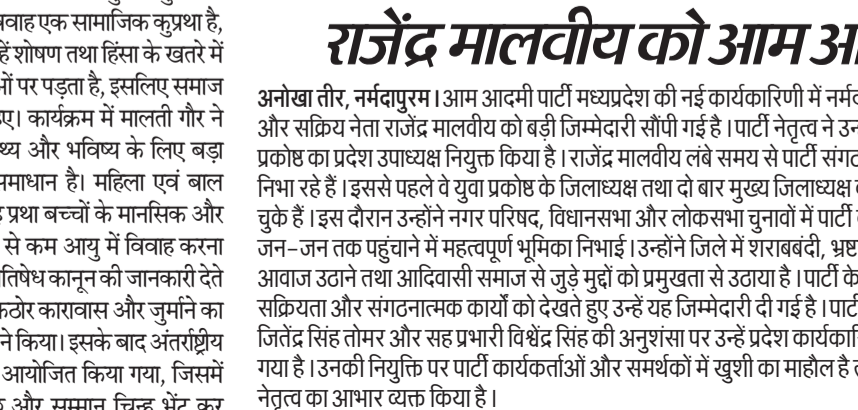 एक सामाजिक कुप्रथा है,
शोषण तथा हिंसा के खतरे में
पर पड़ता है, इसलिए समाज
कार्यक्रम में मालती गौर ने
और भविष्य के लिए बड़ा
समाधान है। महिला एवं बाल
प्रथा बच्चों के मानसिक और
से कम आयु में विवाह करना
कानून की जानकारी देते
कठोर कारावास और जुर्माने का
ने किया। इसके बाद अंतर्राष्ट्रीय
आयोजित किया गया, जिसमें
और सम्मान चिन्ह भेंट कर
राजेंद्र मालवीय को आम
अनोखा तीर, नर्मदापुरम। आम आदमी पार्टी मध्यप्रदेश की नई कार्यकारिणी में
और सक्रिय नेता राजेंद्र मालवीय को बड़ी जिम्मेदारी सौंपी गई है। पार्टी नेतृत्व ने
प्रकोष्ठ का प्रदेश उपाध्यक्ष नियुक्त किया है। राजेंद्र मालवीय लंबे समय से पार्टी
निभा रहे हैं। इससे पहले वे युवा प्रकोष्ठ के जिलाध्यक्ष तथा दो बार मुख्य जिलाध्यक्ष
चुके हैं। इस दौरान उन्होंने नगर परिषद, विधानसभा और लोकसभा चुनावों में पार्टी
जन-जन तक पहुंचाने में महत्वपूर्ण भूमिका निभाई। उन्होंने जिले में शराबबंदी,
आवाज उठाने तथा आदिवासी समाज से जुड़े मुद्दों को प्रमुखता से उठाया है। पार्टी के
सक्रियता और संगठनात्मक कार्यों को देखते हुए उन्हें यह जिम्मेदारी दी गई है।
जितेंद्र सिंह तोमर और सह प्रभारी विश्वेंद्र सिंह की अनुशंसा पर उन्हें प्रदेश
गया है। उनकी नियुक्ति पर पार्टी कार्यकर्ताओं और समर्थकों में खुशी का माहौल है
नेतृत्व का आभार व्यक्त किया है।